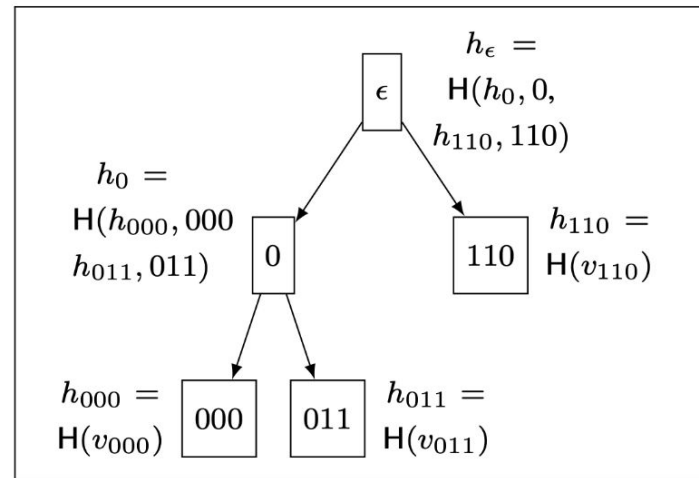 h_ϵ =
H(h_0, 0,
h_110, 110)
ϵ
h_0 =
H(h_000, 000
h_011, 011)
0
110
h_110 =
H(v_110)
h_000 =
H(v_000)
000
011
h_011 =
H(v_011)